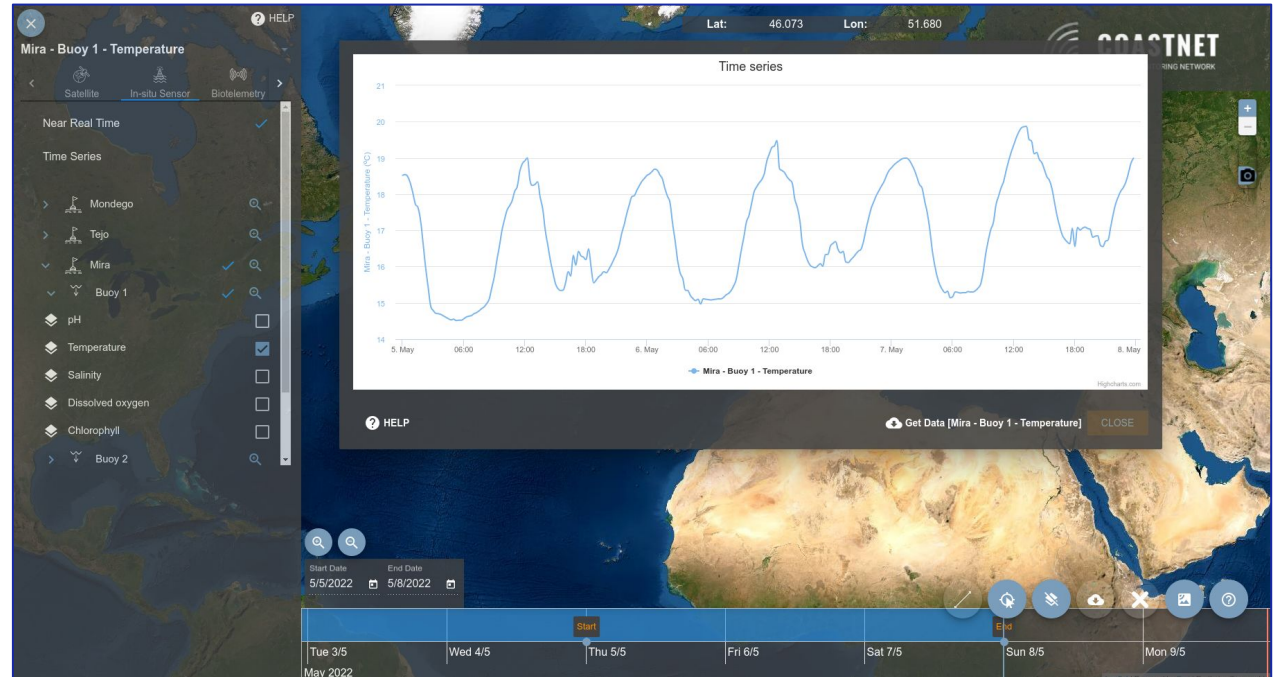 HELP
Lat: 46.073 Lon: 51.680
COASTNET
RING NETWORK
Mira - Buoy 1 - Temperature
Satellite In-situ Sensor Biotelemetry
Near Real Time
Time Series
Mondego
Tejo
Mira
Buoy 1
pH
Temperature
Salinity
Dissolved oxygen
Chlorophyll
Buoy 2
Time series
Mira - Buoy 1 - Temperature (ºC)
21
20
19
18
17
16
15
14
5. May 06:00 12:00 18:00 6. May 06:00 12:00 18:00 7. May 06:00 12:00 18:00 8. May
Mira - Buoy 1 - Temperature
Highcharts.com
HELP
Get Data [Mira - Buoy 1 - Temperature] CLOSE
Start Date End Date
5/5/2022 5/8/2022
Start End
Tue 3/5 Wed 4/5 Thu 5/5 Fri 6/5 Sat 7/5 Sun 8/5 Mon 9/5
May 2022